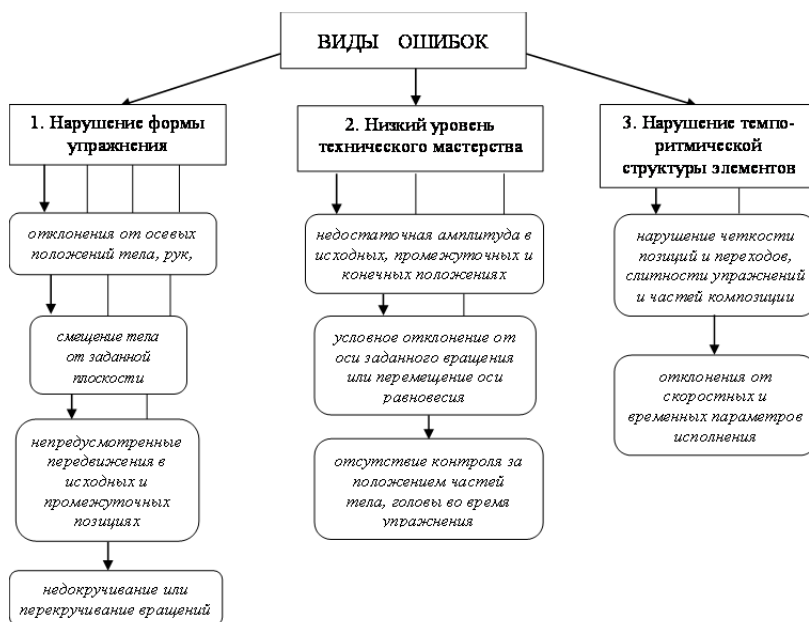 ВИДЫ ОШИБОК
1. Нарушение формы
упражнения
отклонения от осевых
положений тела, рук,
смещение тела
от заданной
плоскости
непредусмотренные
передвижения в
исходных и
промежуточных
позициях
недокручивание или
перекручивание вращений
2. Низкий уровень
технического мастерства
недостаточная амплитуда в
исходных, промежуточных и
конечных положениях
условное отклонение от
оси заданного вращения
или перемещение оси
равновесия
отсутствие контроля за
положением частей
тела, головы во время
упражнения
3. Нарушение темпо-
ритмической
структуры элементов
нарушение четкости
позиций и переходов,
слитности упражнений
и частей композиции
отклонения от
скоростных и
временных параметров
исполнения